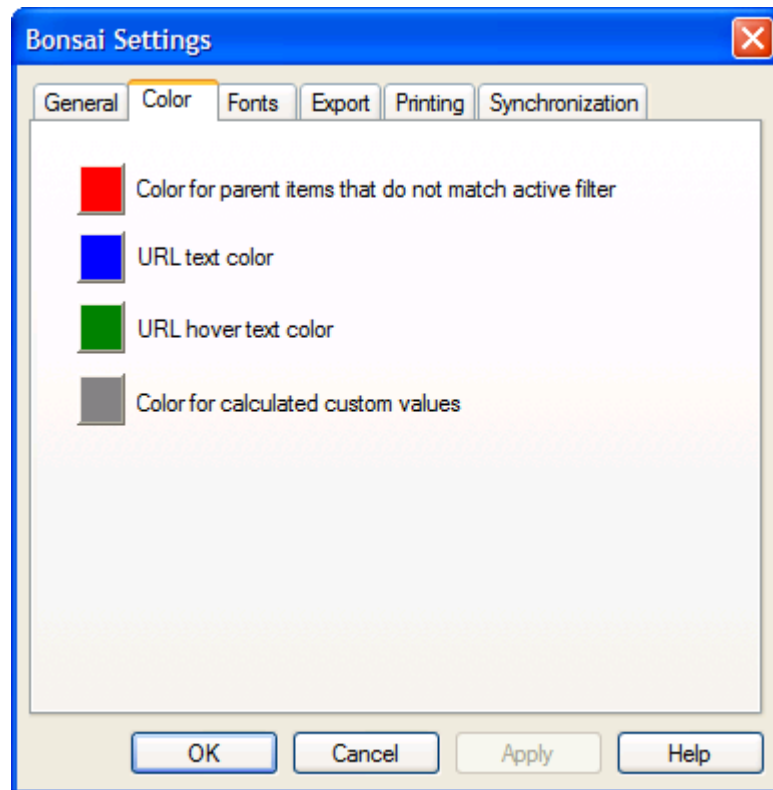 Bonsai Settings
General Color Fonts Export Printing Synchronization
Color for parent items that do not match active filter
URL text color
URL hover text color
Color for calculated custom values
OK Cancel Apply Help